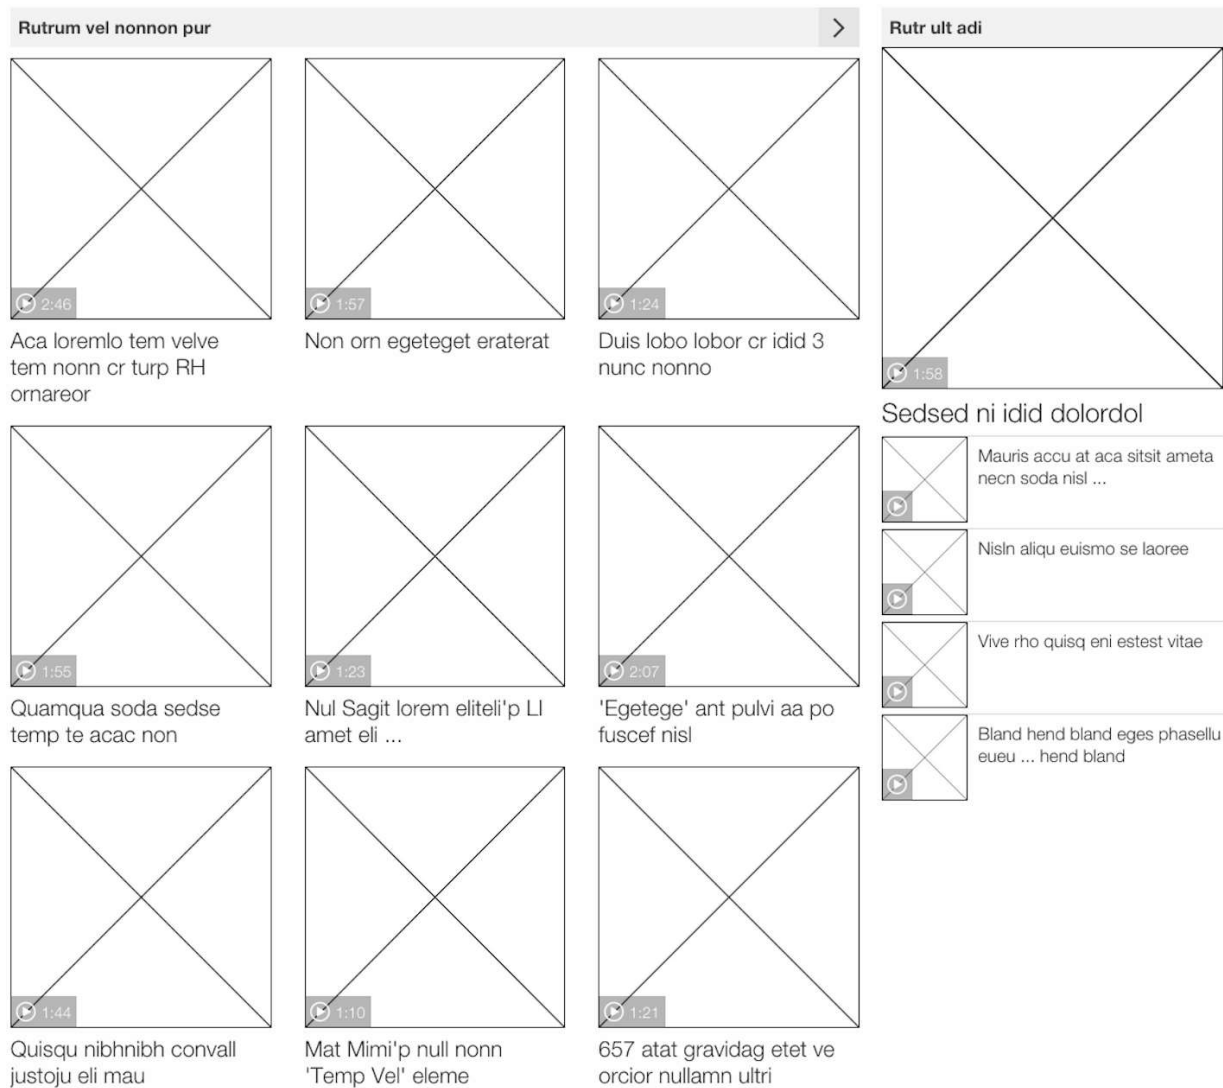 Rutrum vel nonnon pur
2:46
Aca loremlo tem velve
tem nonn cr turp RH
ornareor
1:57
Non orn egeteget eraterat
1:24
Duis lobo lobor cr idid 3
nunc nonno
1:55
Quamqua soda sedse
temp te acac non
1:23
Nul Sagit lorem eliteli'p LI
amet eli ...
2:07
'Egetege' ant pulvi aa po
fuscef nisl
1:44
Quisqu nibhnibh convall
justoju eli mau
1:10
Mat Mimi'p null nonn
'Temp Vel' eleme
1:21
657 atat gravidag etet ve
orcior nullamn ultri
Rutr ult adi
1:58
Sedsed ni idid dolordol
Mauris accu at aca sitsit ameta
necn soda nisl ...
Nisln aliqu euismo se laoree
Vive rho quisq eni estest vitae
Bland hend bland eges phasellu
eueu ... hend bland